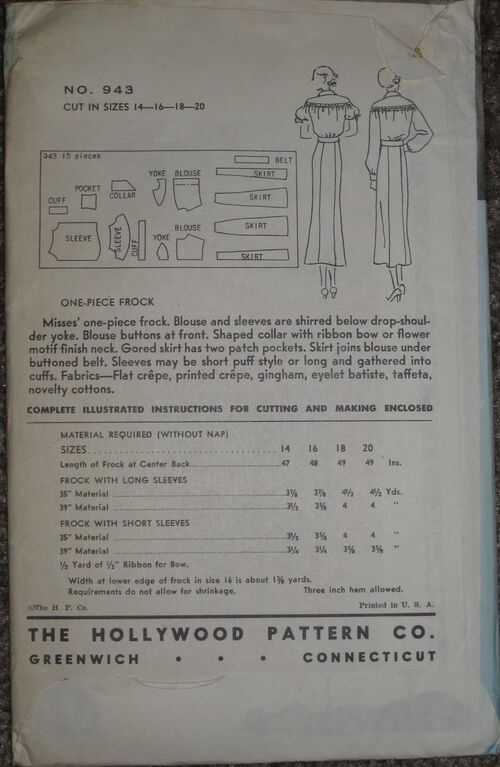 NO. 943
CUT IN SIZES 14—16—18—20
943 15 pieces
BELT
YOKE BLOUSE
SKIRT
POCKET
COLLAR
CUFF
SKIRT
SLEEVE
SLEEVE
CUFF
YOKE
BLOUSE
SKIRT
SKIRT
ONE-PIECE FROCK
Misses' one-piece frock. Blouse and sleeves are shirred below drop-shoul-
der yoke. Blouse buttons at front. Shaped collar with ribbon bow or flower
motif finish neck. Gored skirt has two patch pockets. Skirt joins blouse under
buttoned belt. Sleeves may be short puff style or long and gathered into
cuffs. Fabrics—Flat crêpe, printed crêpe, gingham, eyelet batiste, taffeta,
novelty cottons.
COMPLETE ILLUSTRATED INSTRUCTIONS FOR CUTTING AND MAKING ENCLOSED
MATERIAL REQUIRED (WITHOUT NAP)
SIZES 14 16 18 20
Length of Frock at Center Back 47 48 49 49 Ins.
FROCK WITH LONG SLEEVES
35" Material 3⅞ 3⅞ 4½ 4½ Yds.
39" Material 3½ 3⅝ 4 4 "
FROCK WITH SHORT SLEEVES
35" Material 3½ 3⅝ 4 4 "
39" Material 3¼ 3¼ 3⅝ 3⅝ "
½ Yard of ½" Ribbon for Bow.
Width at lower edge of frock in size 16 is about 1⅞ yards.
Requirements do not allow for shrinkage. Three inch hem allowed.
©The H. P. Co. Printed in U. S. A.
THE HOLLYWOOD PATTERN CO.
GREENWICH • • • CONNECTICUT